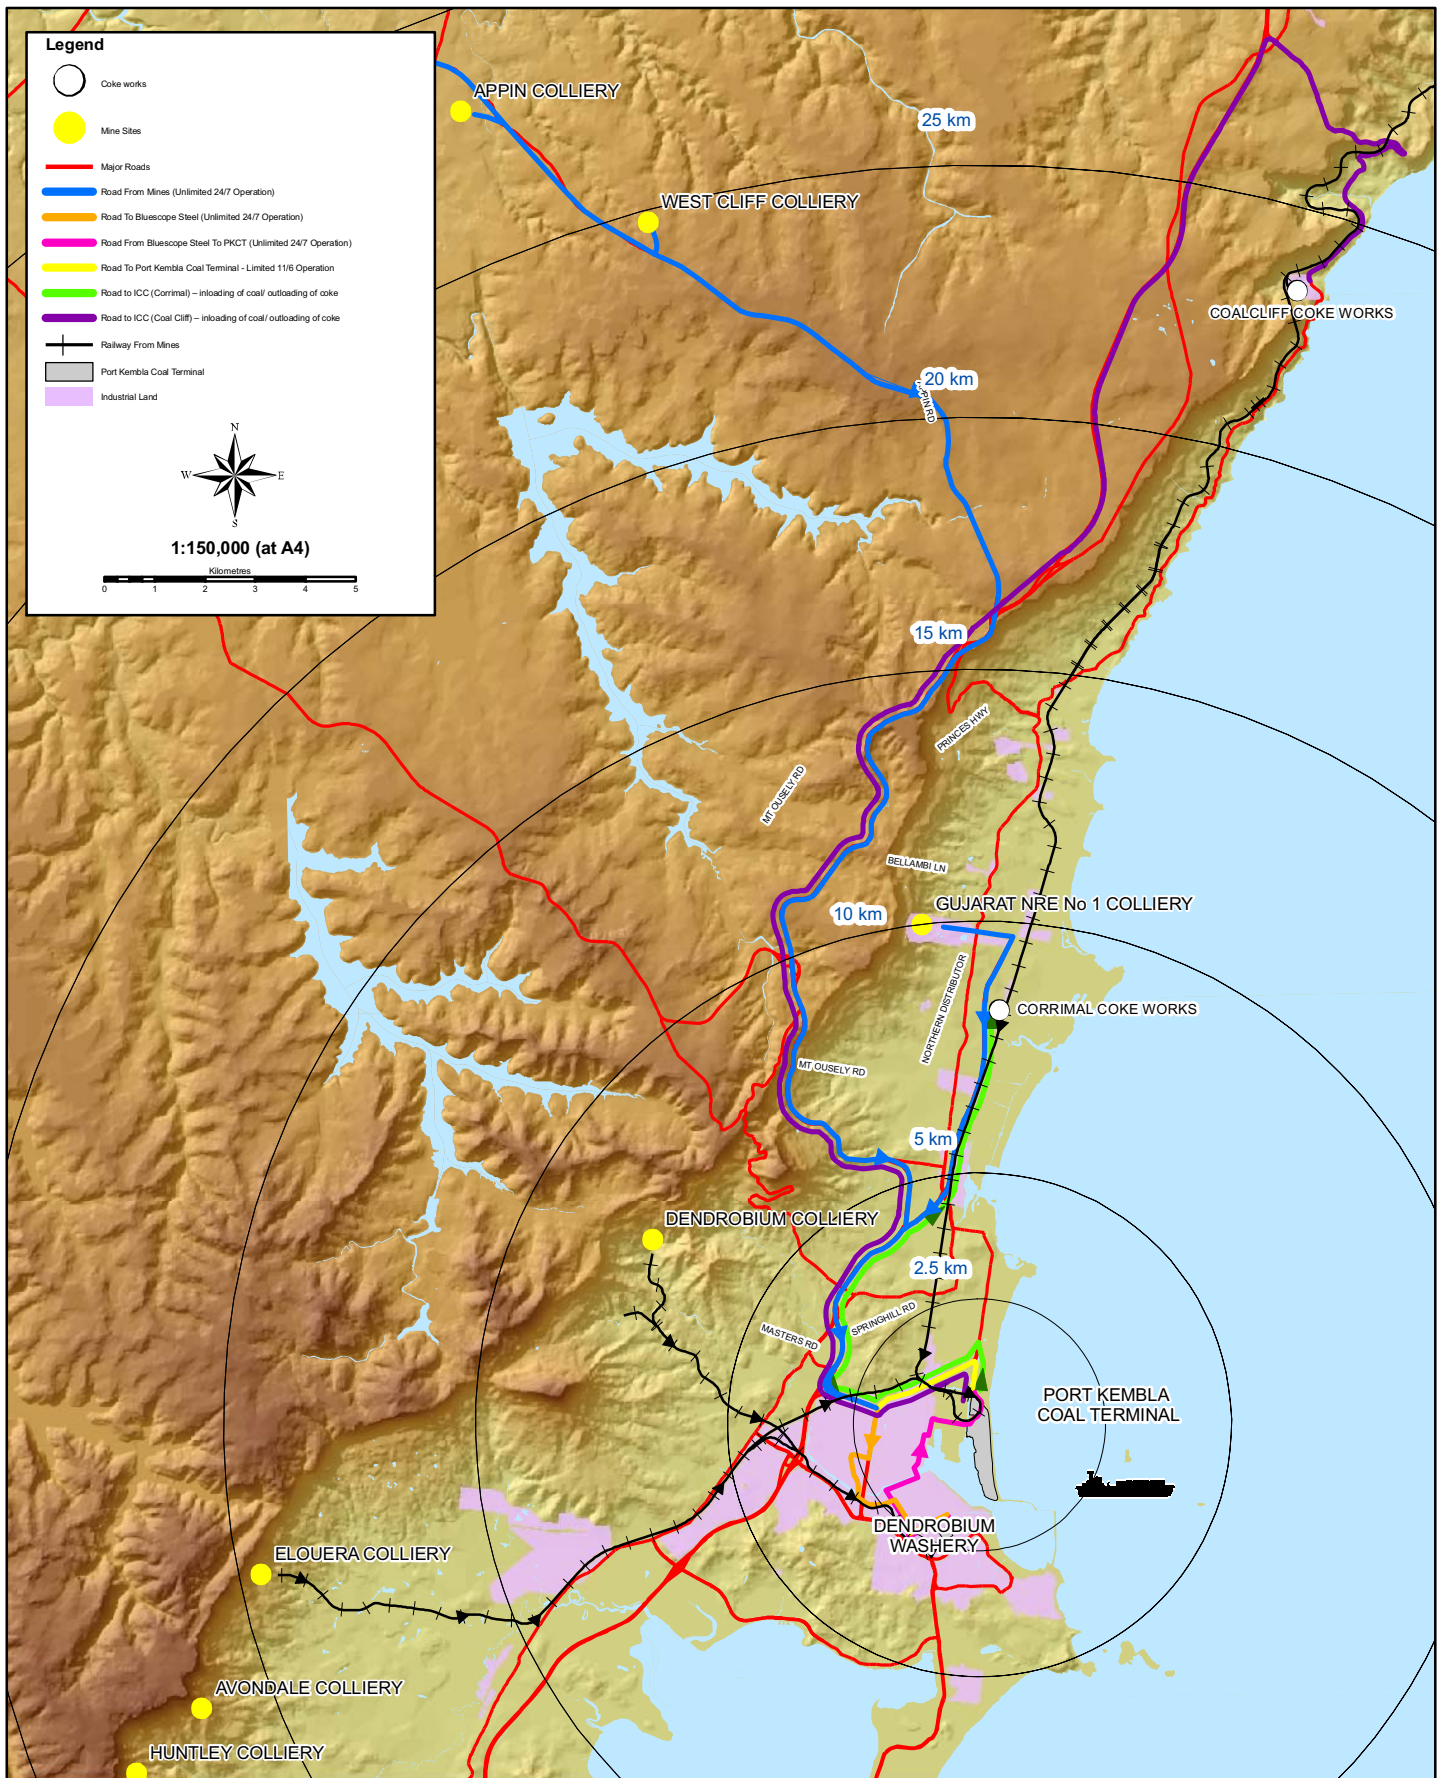 Legend
Coke works
Mine Sites
Major Roads
Road From Mines (Unlimited 24/7 Operation)
Road To Bluescope Steel (Unlimited 24/7 Operation)
Road From Bluescope Steel To PKCT (Unlimited 24/7 Operation)
Road To Port Kembla Coal Terminal - Limited 11/6 Operation
Road to ICC (Corrimal) – inloading of coal/ outloading of coke
Road to ICC (Coal Cliff) – inloading of coal/ outloading of coke
Railway From Mines
Port Kembla Coal Terminal
Industrial Land
N
W
E
S
1:150,000 (at A4)
Kilometres
0 1 2 3 4 5
APPIN COLLIERY
25 km
WEST CLIFF COLLIERY
COALCLIFF COKE WORKS
20 km
15 km
PRINCES HWY
MT OUSELY RD
BELLAMBI LN
10 km
GUJARAT NRE No 1 COLLIERY
NORTHERN DISTRIBUTOR
CORRIMAL COKE WORKS
MT OUSELY RD
5 km
DENDROBIUM COLLIERY
2.5 km
SPRINGHILL RD
MASTERS RD
PORT KEMBLA
COAL TERMINAL
DENDROBIUM
WASHERY
ELOUERA COLLIERY
AVONDALE COLLIERY
HUNTLEY COLLIERY